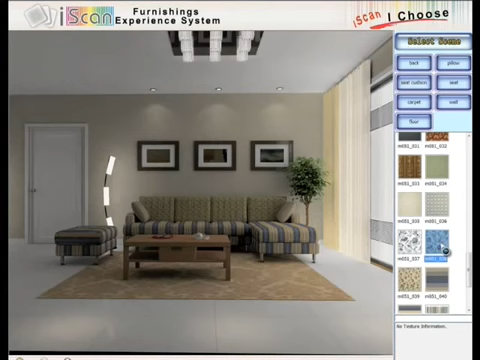 iScan
Furnishings
Experience System
iScan I Choose
Select Scene
back
pillow
seat cushion
seat
carpet
wall
floor
m051_031
m051_032
m051_033
m051_034
m051_035
m051_036
m051_037
m051_038
m051_039
m051_040
No Texture Information.